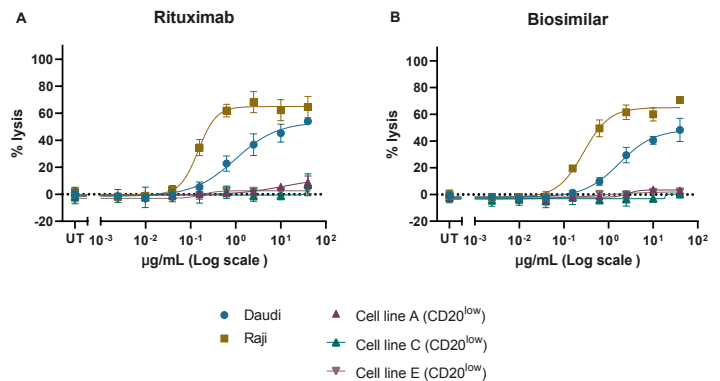 A Rituximab
B Biosimilar
% lysis
100
80
60
40
20
0
-20
UT 10⁻³ 10⁻² 10⁻¹ 10⁰ 10¹ 10²
µg/mL (Log scale )
% lysis
100
80
60
40
20
0
-20
UT 10⁻³ 10⁻² 10⁻¹ 10⁰ 10¹ 10²
µg/mL (Log scale )
Daudi
Raji
Cell line A (CD20ˡᵒʷ)
Cell line C (CD20ˡᵒʷ)
Cell line E (CD20ˡᵒʷ)